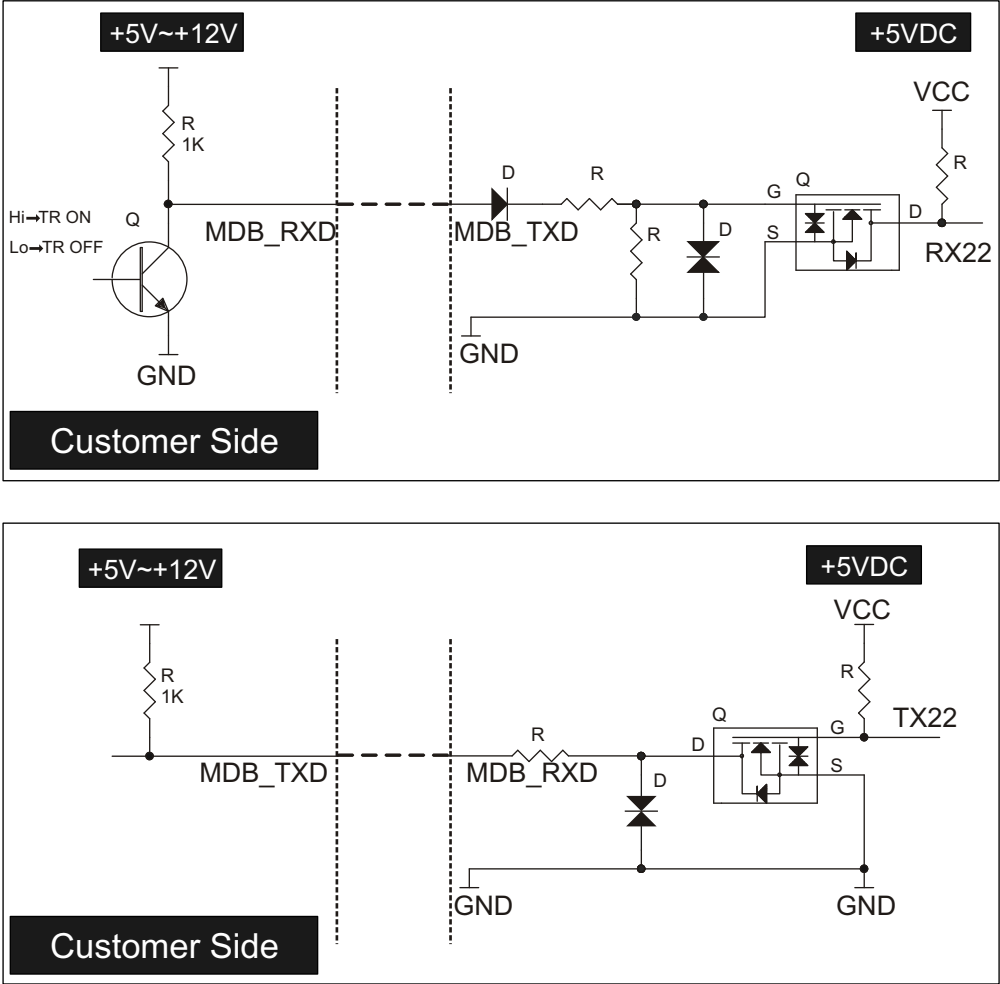 +5V~+12V
+5VDC
VCC
R
1K
R
D
R
Q
G
D
Hi→TR ON
Lo→TR OFF
Q
MDB_RXD
MDB_TXD
R
D
S
RX22
GND
GND
Customer Side
+5V~+12V
+5VDC
VCC
R
1K
R
R
Q
G
TX22
D
MDB_TXD
MDB_RXD
D
S
GND
GND
Customer Side